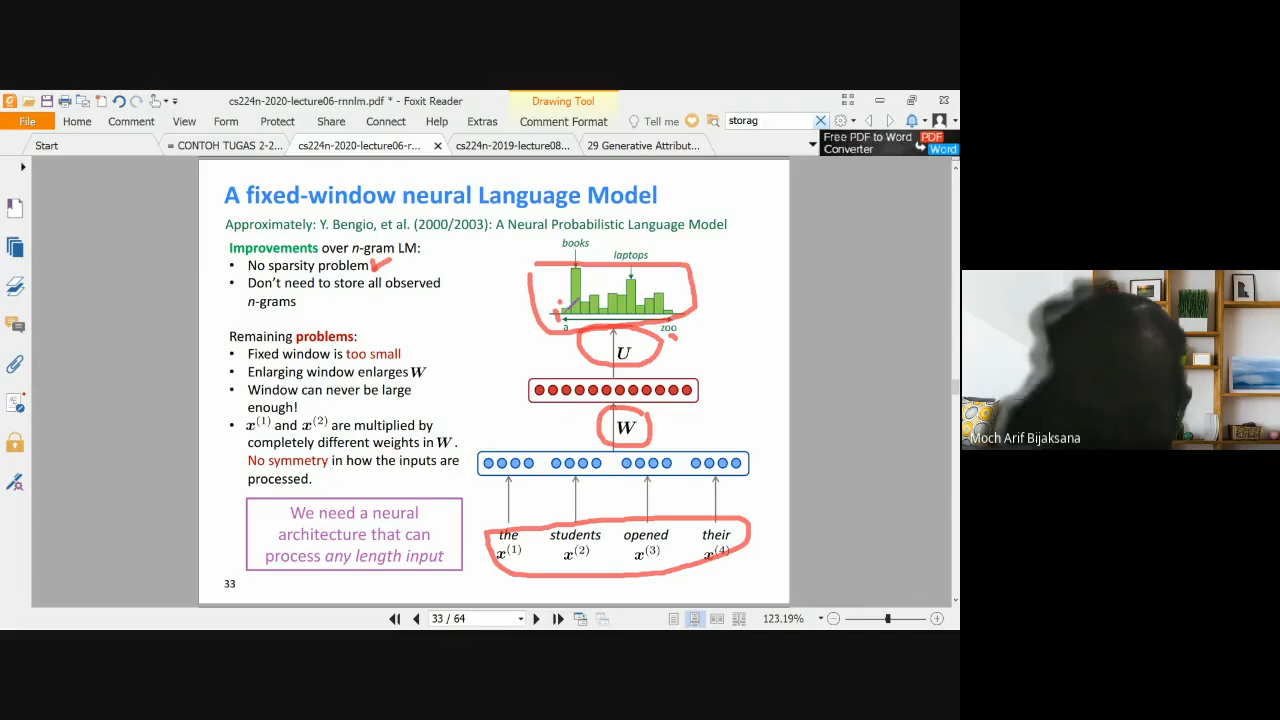 cs224n-2020-lecture06-rnnlm.pdf * - Foxit Reader
Drawing Tool
File
Home
Comment
View
Form
Protect
Share
Connect
Help
Extras
Comment Format
Tell me
storag
Start
= CONTOH TUGAS 2-2...
cs224n-2020-lecture06-r...
cs224n-2019-lecture08...
29 Generative Attribut...
Free PDF to Word
Converter
PDF
Word
A fixed-window neural Language Model
Approximately: Y. Bengio, et al. (2000/2003): A Neural Probabilistic Language Model
Improvements over n-gram LM:
• No sparsity problem
• Don't need to store all observed
n-grams
Remaining problems:
• Fixed window is too small
• Enlarging window enlarges W
• Window can never be large
enough!
• x(1) and x(2) are multiplied by
completely different weights in W.
No symmetry in how the inputs are
processed.
We need a neural
architecture that can
process any length input
33
books
laptops
a
zoo
U
W
the
students
opened
their
x(1)
x(2)
x(3)
x(4)
33 / 64
123.19%
Moch Arif Bijaksana